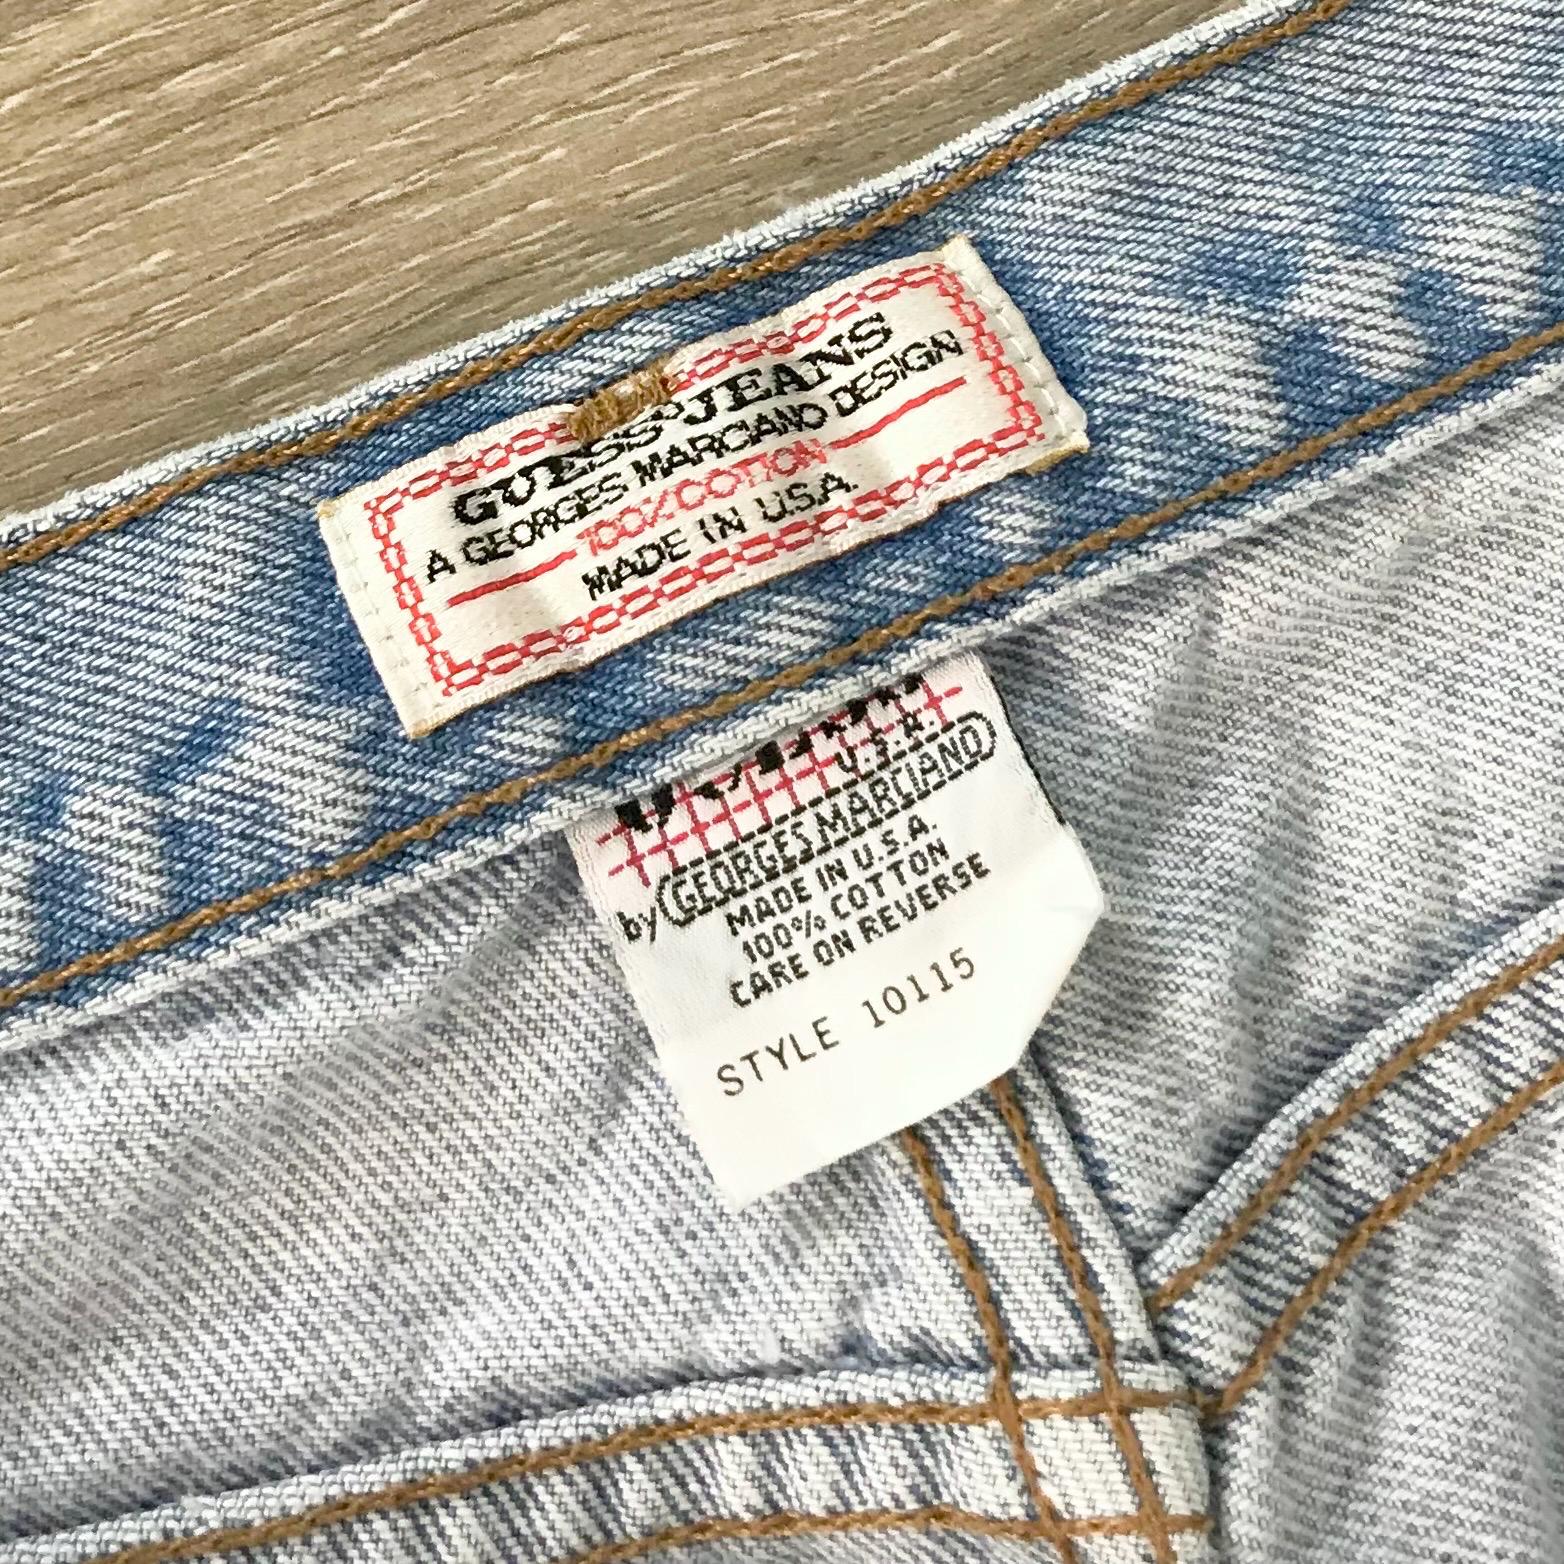 GUESS JEANS
A GEORGES MARCIANO DESIGN
100% COTTON
MADE IN U.S.A.
U.S.A.
by GEORGES MARCIANO
MADE IN U.S.A.
100% COTTON
CARE ON REVERSE
STYLE 10115